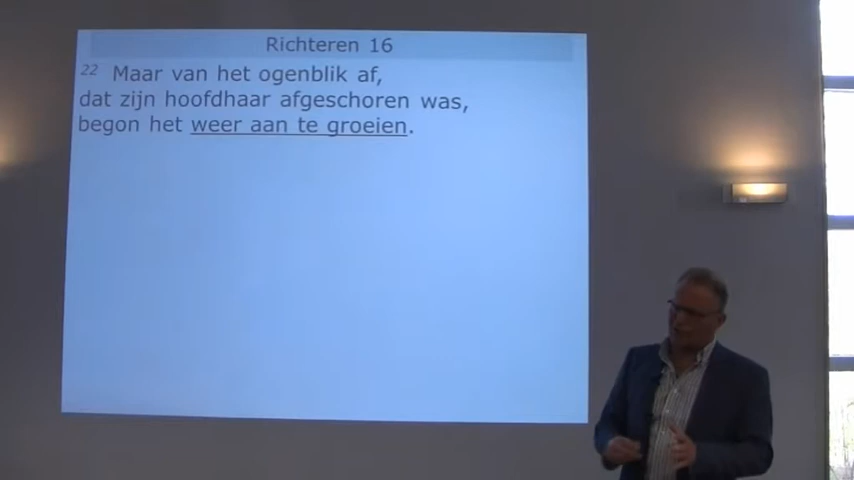 Richteren 16
22 Maar van het ogenblik af,
dat zijn hoofdhaar afgeschoren was,
begon het weer aan te groeien.